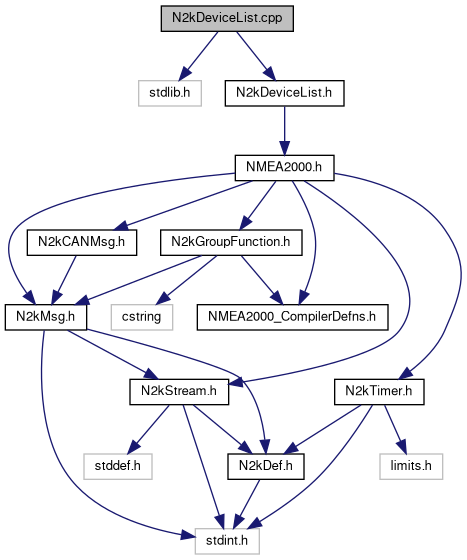 N2kDeviceList.cpp
stdlib.h
N2kDeviceList.h
NMEA2000.h
N2kCANMsg.h
N2kGroupFunction.h
N2kMsg.h
cstring
NMEA2000_CompilerDefns.h
N2kStream.h
N2kTimer.h
stddef.h
N2kDef.h
limits.h
stdint.h